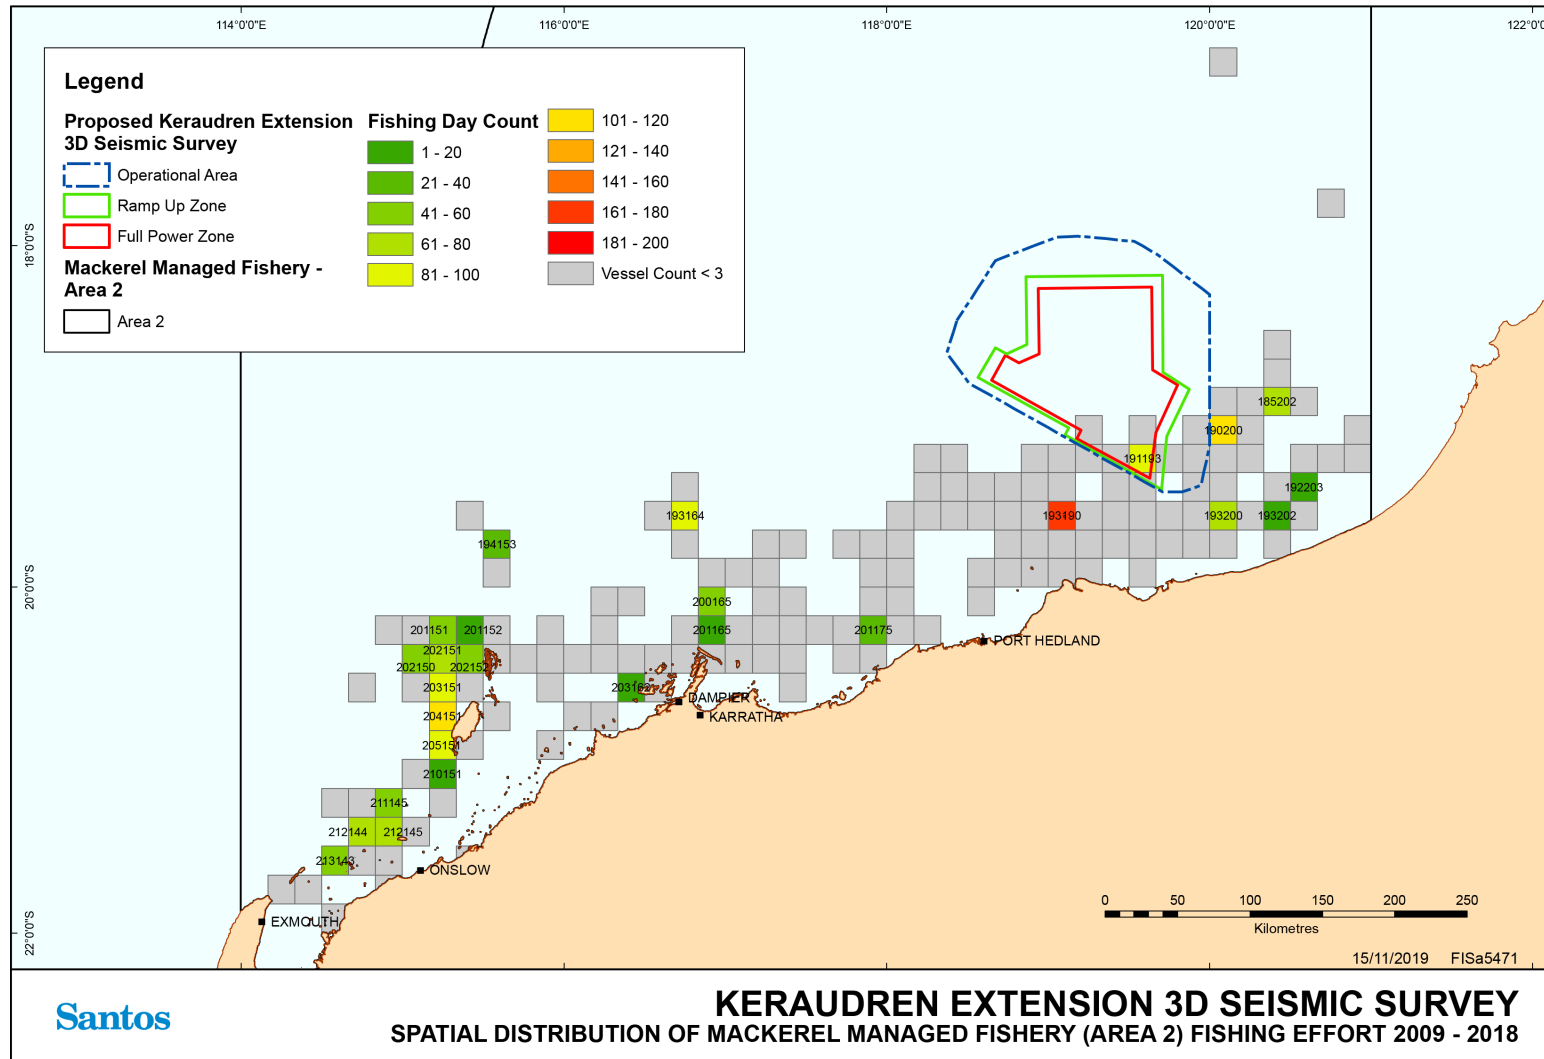 114°0'0"E
116°0'0"E
118°0'0"E
120°0'0"E
122°0'0
18°0'0"S
20°0'0"S
22°0'0"S
Legend
Proposed Keraudren Extension
3D Seismic Survey
Operational Area
Ramp Up Zone
Full Power Zone
Mackerel Managed Fishery -
Area 2
Area 2
Fishing Day Count
1 - 20
21 - 40
41 - 60
61 - 80
81 - 100
101 - 120
121 - 140
141 - 160
161 - 180
181 - 200
Vessel Count < 3
185202
190200
191193
192203
193164
193190
193200
193202
194153
200165
201151
201152
201165
201175
202151
202150
202152
203151
203162
204151
205151
210151
211145
212144
212145
213143
PORT HEDLAND
DAMPIER
KARRATHA
ONSLOW
EXMOUTH
0 50 100 150 200 250
Kilometres
15/11/2019 FISa5471
Santos
KERAUDREN EXTENSION 3D SEISMIC SURVEY
SPATIAL DISTRIBUTION OF MACKEREL MANAGED FISHERY (AREA 2) FISHING EFFORT 2009 - 2018